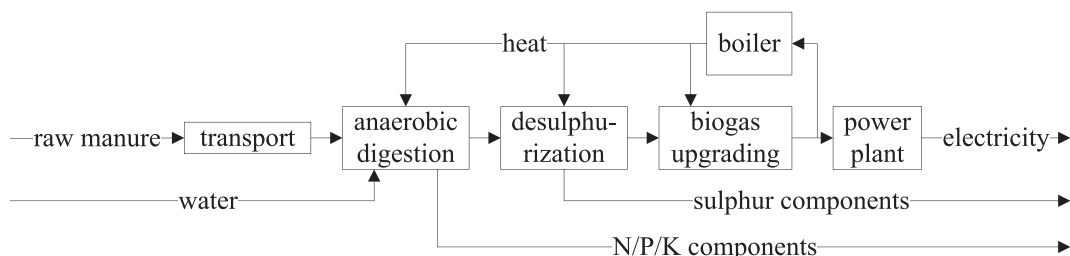 heat
boiler
raw manure
transport
anaerobic
digestion
desulphu-
rization
biogas
upgrading
power
plant
electricity
water
sulphur components
N/P/K components